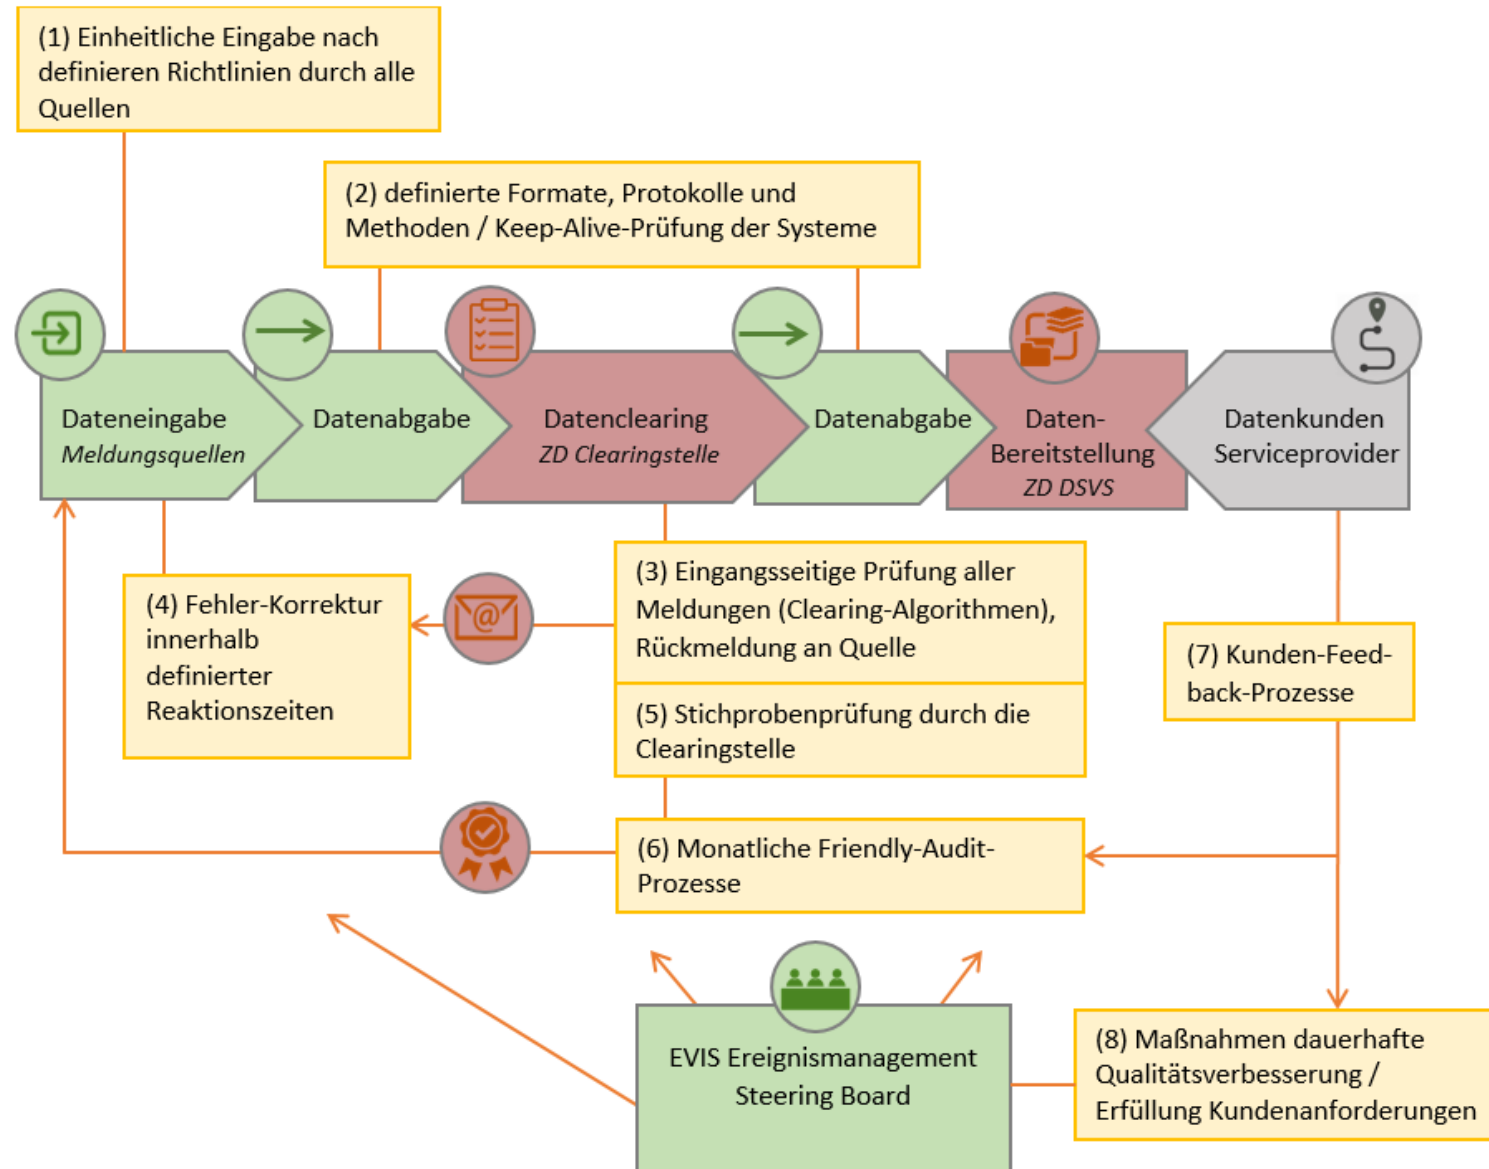 (1) Einheitliche Eingabe nach
definieren Richtlinien durch alle
Quellen
(2) definierte Formate, Protokolle und
Methoden / Keep-Alive-Prüfung der Systeme
Dateneingabe
Meldungsquellen
Datenabgabe
Datenclearing
ZD Clearingstelle
Datenabgabe
Daten-
Bereitstellung
ZD DSVS
Datenkunden
Serviceprovider
(3) Eingangsseitige Prüfung aller
Meldungen (Clearing-Algorithmen),
Rückmeldung an Quelle
(4) Fehler-Korrektur
innerhalb
definierter
Reaktionszeiten
@
(5) Stichprobenprüfung durch die
Clearingstelle
(6) Monatliche Friendly-Audit-
Prozesse
(7) Kunden-Feed-
back-Prozesse
EVIS Ereignismanagement
Steering Board
(8) Maßnahmen dauerhafte
Qualitätsverbesserung /
Erfüllung Kundenanforderungen